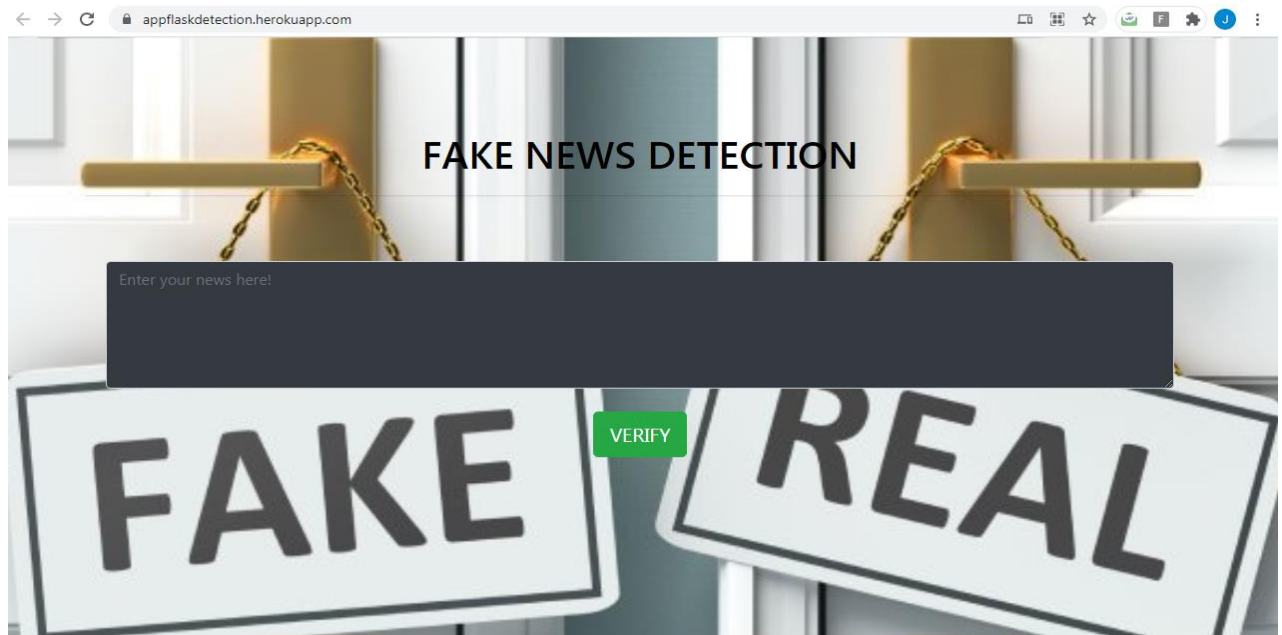 appflaskdetection.herokuapp.com
F
J
FAKE NEWS DETECTION
Enter your news here!
VERIFY
FAKE
REAL